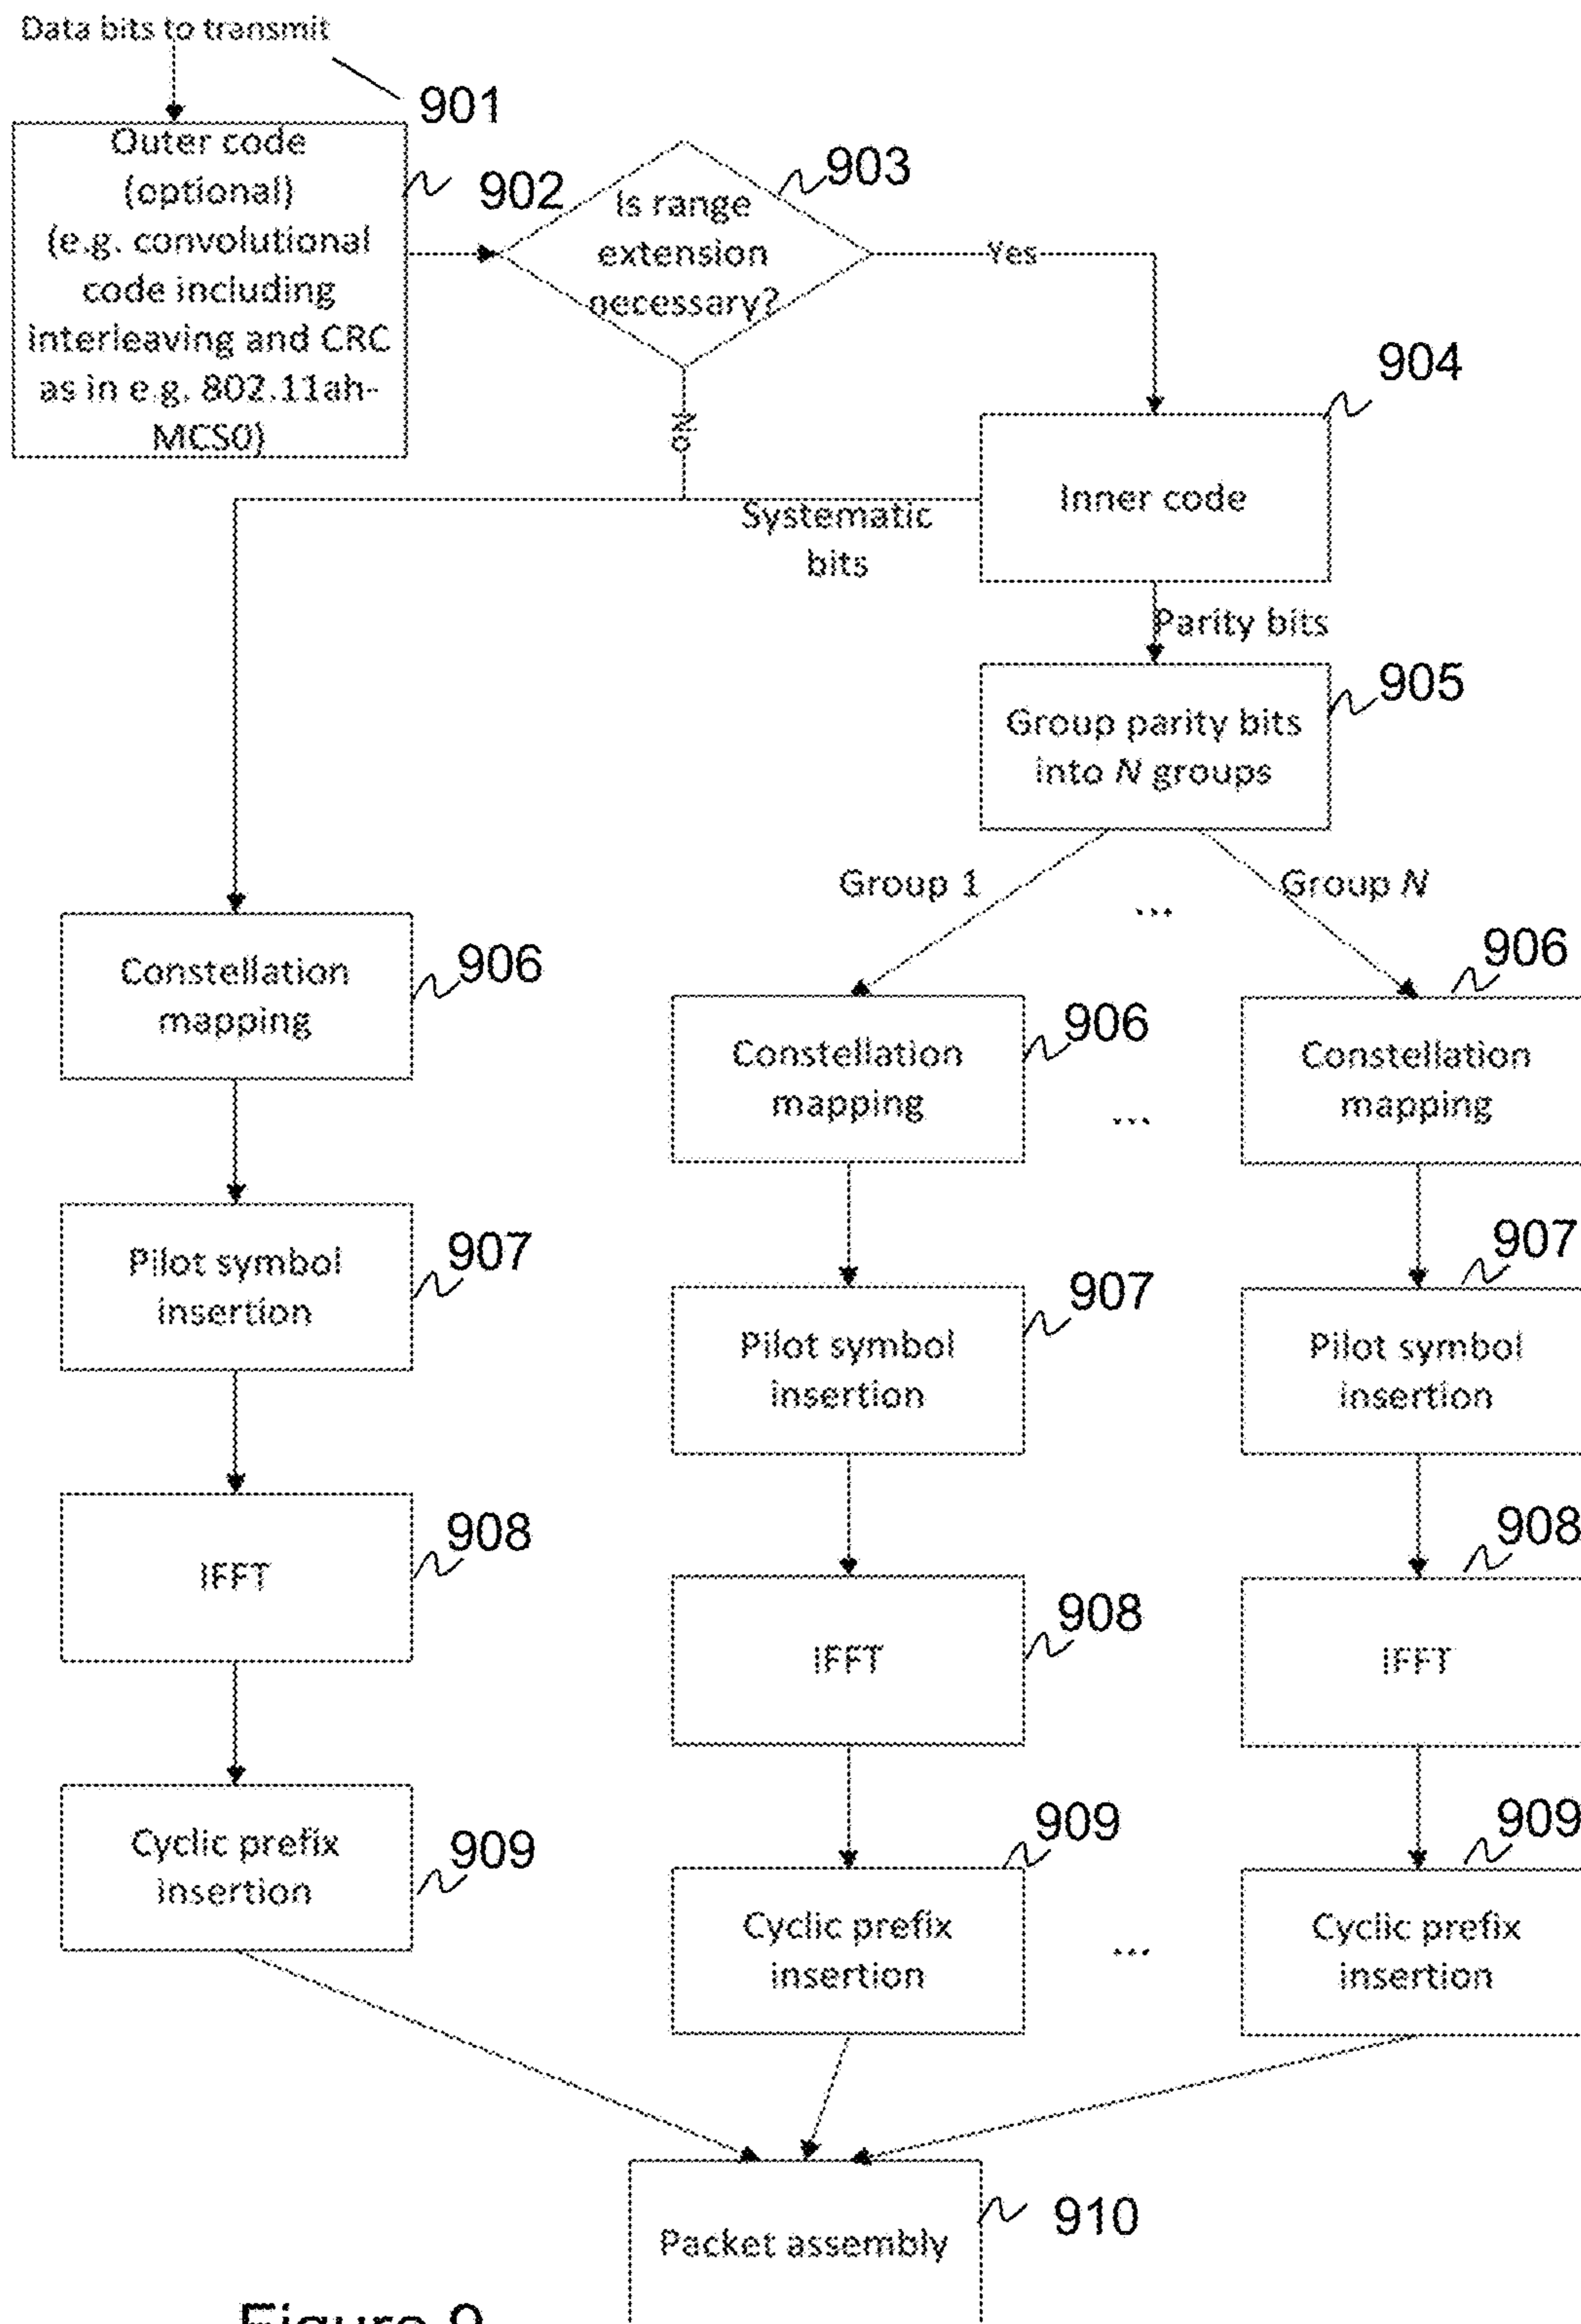 Data bits to transmit
901
Outer code
(optional)
(e.g. convolutional
code including
interleaving and CRC
as in e.g. 802.11ah-
MCS0)
902
903
Is range
extension
necessary?
Yes
No
904
Inner code
Systematic
bits
Parity bits
905
Group parity bits
into N groups
Group 1
...
Group N
Constellation
mapping
906
Constellation
mapping
906
...
Constellation
mapping
906
Pilot symbol
insertion
907
Pilot symbol
insertion
907
Pilot symbol
insertion
907
IFFT
908
IFFT
908
IFFT
908
Cyclic prefix
insertion
909
Cyclic prefix
insertion
909
...
Cyclic prefix
insertion
909
Packet assembly
910
Figure 9